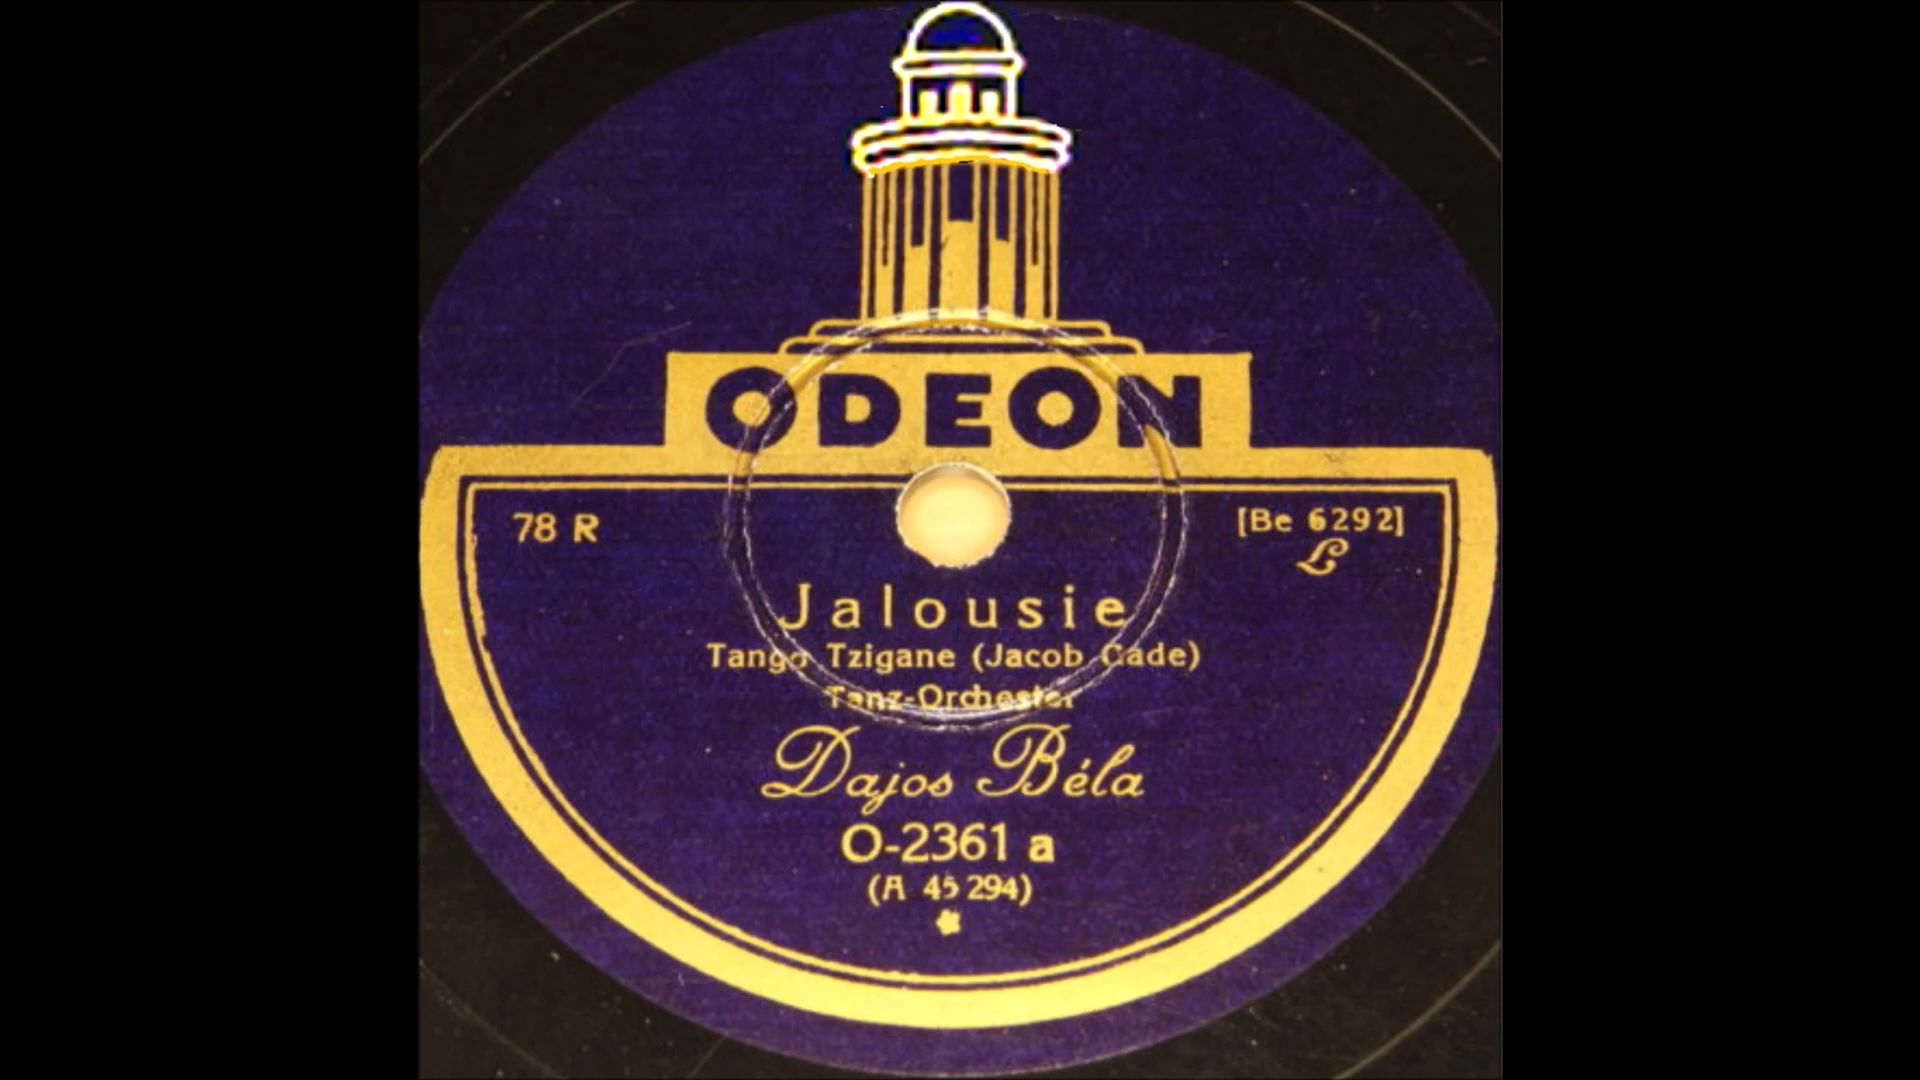 ODEON
78 R
[Be 6292]
L
Jalousie
Tango Tzigane (Jacob Gade)
Tanz-Orchester
Dajos Béla
O-2361 a
(A 45 294)